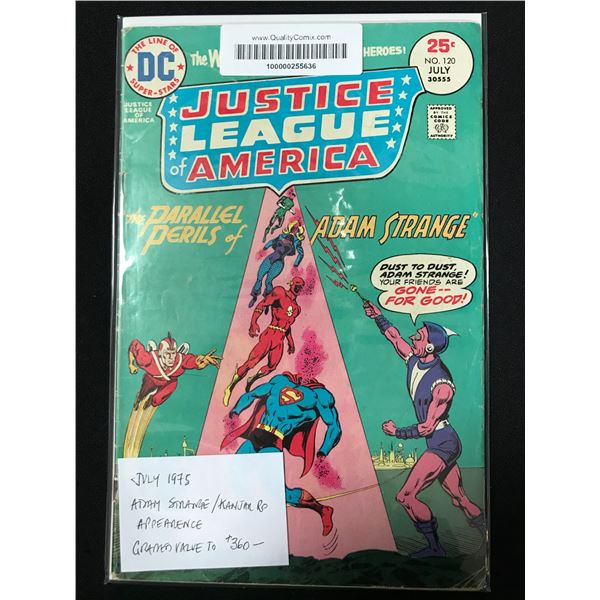 www.QualityComix.com
100000255636
THE LINE OF
DC
SUPER-STARS
the W HEROES!
25¢
NO. 120
JULY
30555
JUSTICE
LEAGUE
OF
AMERICA
APPROVED
BY THE
COMICS
CODE
AUTHORITY
JUSTICE
LEAGUE
of AMERICA
"THE PARALLEL
PERILS of ADAM STRANGE"
DUST TO DUST,
ADAM STRANGE!
YOUR FRIENDS ARE
GONE--
FOR GOOD!
JULY 1975
ADAM STRANGE/KANJAR RO
APPEARENCE
GRADED VALUE TO $360-